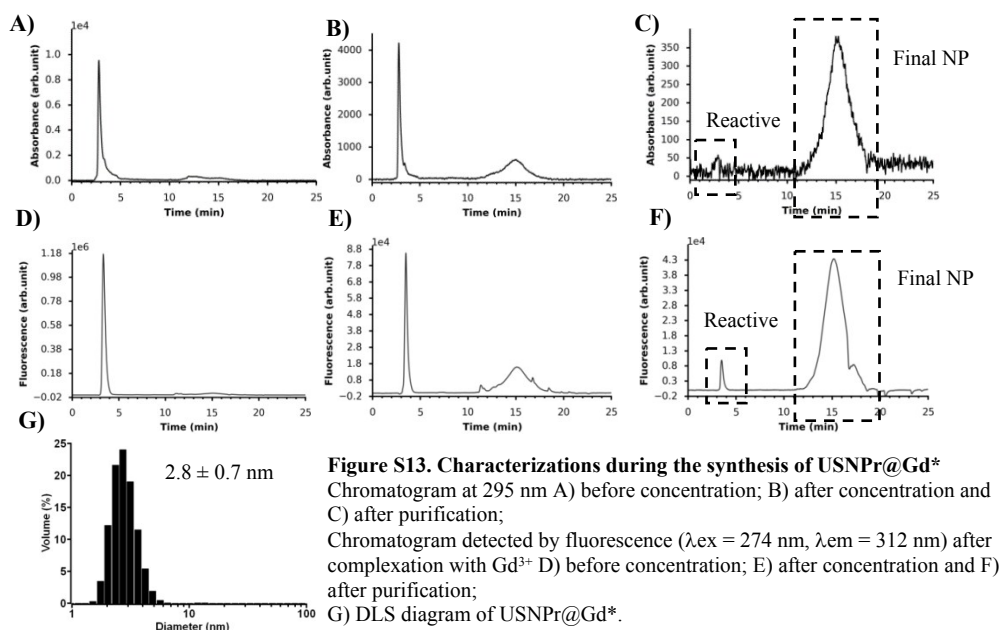 A)
1e4
1.0
0.8
0.6
0.4
0.2
0.0
Absorbance (arb.unit)
0 5 10 15 20 25
Time (min)
B)
4000
3000
2000
1000
0
Absorbance (arb.unit)
0 5 10 15 20 25
Time (min)
C)
350
300
250
200
150
100
50
0
Absorbance (arb.unit)
Reactive
Final NP
0 5 10 15 20 25
Time (min)
D)
1e6
1.18
0.98
0.78
0.58
0.38
0.18
−0.02
Fluorescence (arb.unit)
0 5 10 15 20 25
Time (min)
E)
1e4
8.8
7.8
6.8
5.8
4.8
3.8
2.8
1.8
0.8
−0.2
Fluorescence (arb.unit)
0 5 10 15 20 25
Time (min)
F)
1e4
4.3
3.3
2.3
1.3
0.8
0.3
−0.2
Fluorescence (arb.unit)
Reactive
Final NP
0 5 10 15 20 25
Time (min)
G)
25
20
15
10
5
0
Volume (%)
2.8 ± 0.7 nm
1 10 100
Diameter (nm)
Figure S13. Characterizations during the synthesis of USNPr@Gd*
Chromatogram at 295 nm A) before concentration; B) after concentration and
C) after purification;
Chromatogram detected by fluorescence (λex = 274 nm, λem = 312 nm) after
complexation with Gd³⁺ D) before concentration; E) after concentration and F)
after purification;
G) DLS diagram of USNPr@Gd*.